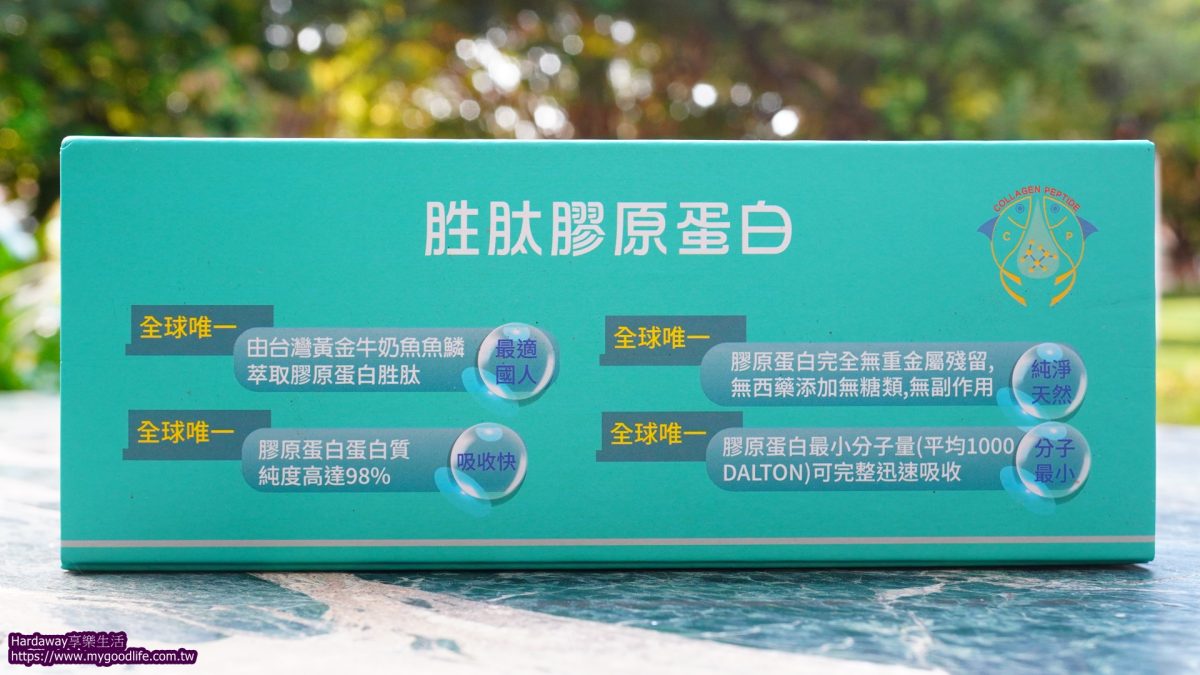 胜肽膠原蛋白
COLLAGEN PEPTIDE
C P
全球唯一
由台灣黃金牛奶魚魚鱗
萃取膠原蛋白胜肽
最適
國人
全球唯一
膠原蛋白完全無重金屬殘留,
無西藥添加無糖類,無副作用
純淨
天然
全球唯一
膠原蛋白蛋白質
純度高達98%
吸收快
全球唯一
膠原蛋白最小分子量(平均1000
DALTON)可完整迅速吸收
分子
最小
Hardaway享樂生活
https://www.mygoodlife.com.tw